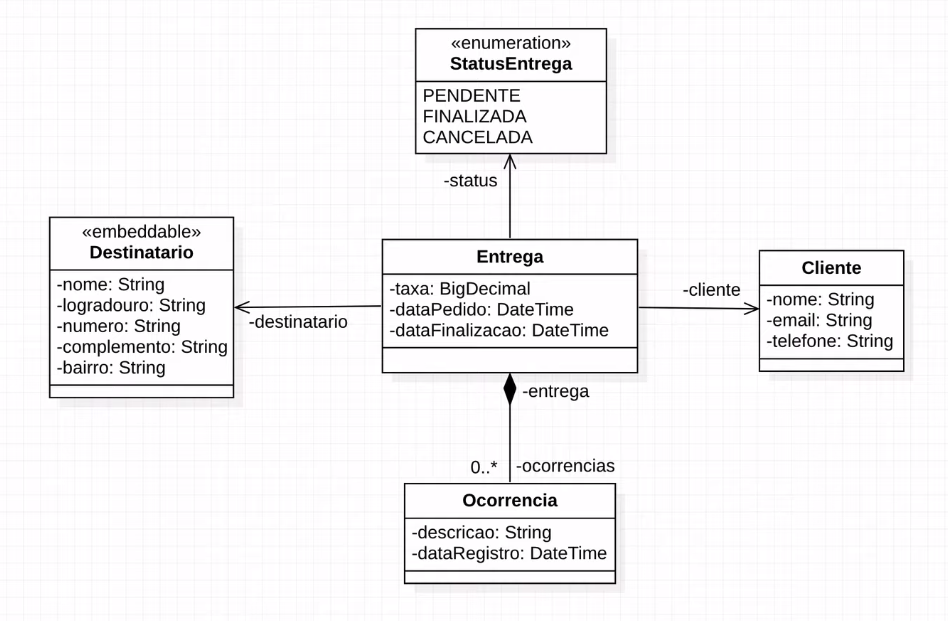 «enumeration»
StatusEntrega
PENDENTE
FINALIZADA
CANCELADA
-status
«embeddable»
Destinatario
-nome: String
-logradouro: String
-numero: String
-complemento: String
-bairro: String
-destinatario
Entrega
-taxa: BigDecimal
-dataPedido: DateTime
-dataFinalizacao: DateTime
-cliente
Cliente
-nome: String
-email: String
-telefone: String
-entrega
0..*
-ocorrencias
Ocorrencia
-descricao: String
-dataRegistro: DateTime